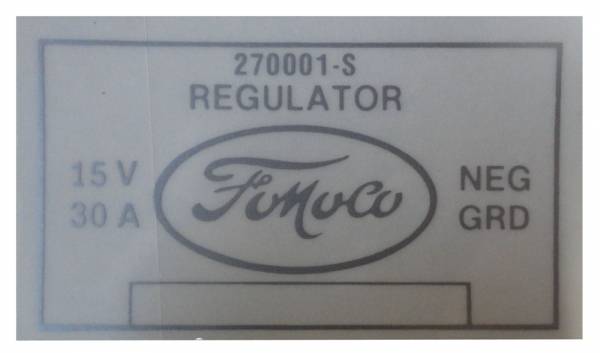 270001-S
REGULATOR
15 V
30 A
FoMoCo
NEG
GRD